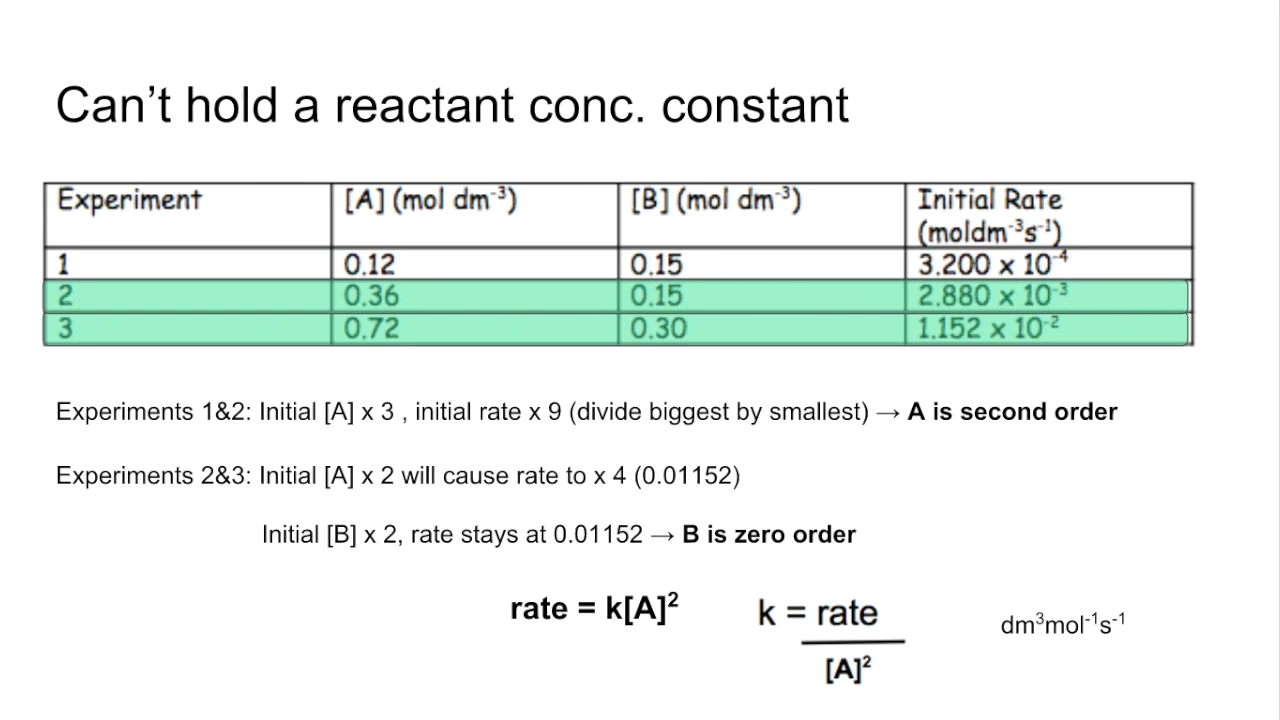 Can’t hold a reactant conc. constant
Experiment [A] (mol dm⁻³) [B] (mol dm⁻³) Initial Rate
(moldm⁻³s⁻¹)
1 0.12 0.15 3.200 x 10⁻⁴
2 0.36 0.15 2.880 x 10⁻³
3 0.72 0.30 1.152 x 10⁻²
Experiments 1&2: Initial [A] x 3 , initial rate x 9 (divide biggest by smallest) → A is second order
Experiments 2&3: Initial [A] x 2 will cause rate to x 4 (0.01152)
Initial [B] x 2, rate stays at 0.01152 → B is zero order
rate = k[A]²
k = rate
[A]²
dm³mol⁻¹s⁻¹